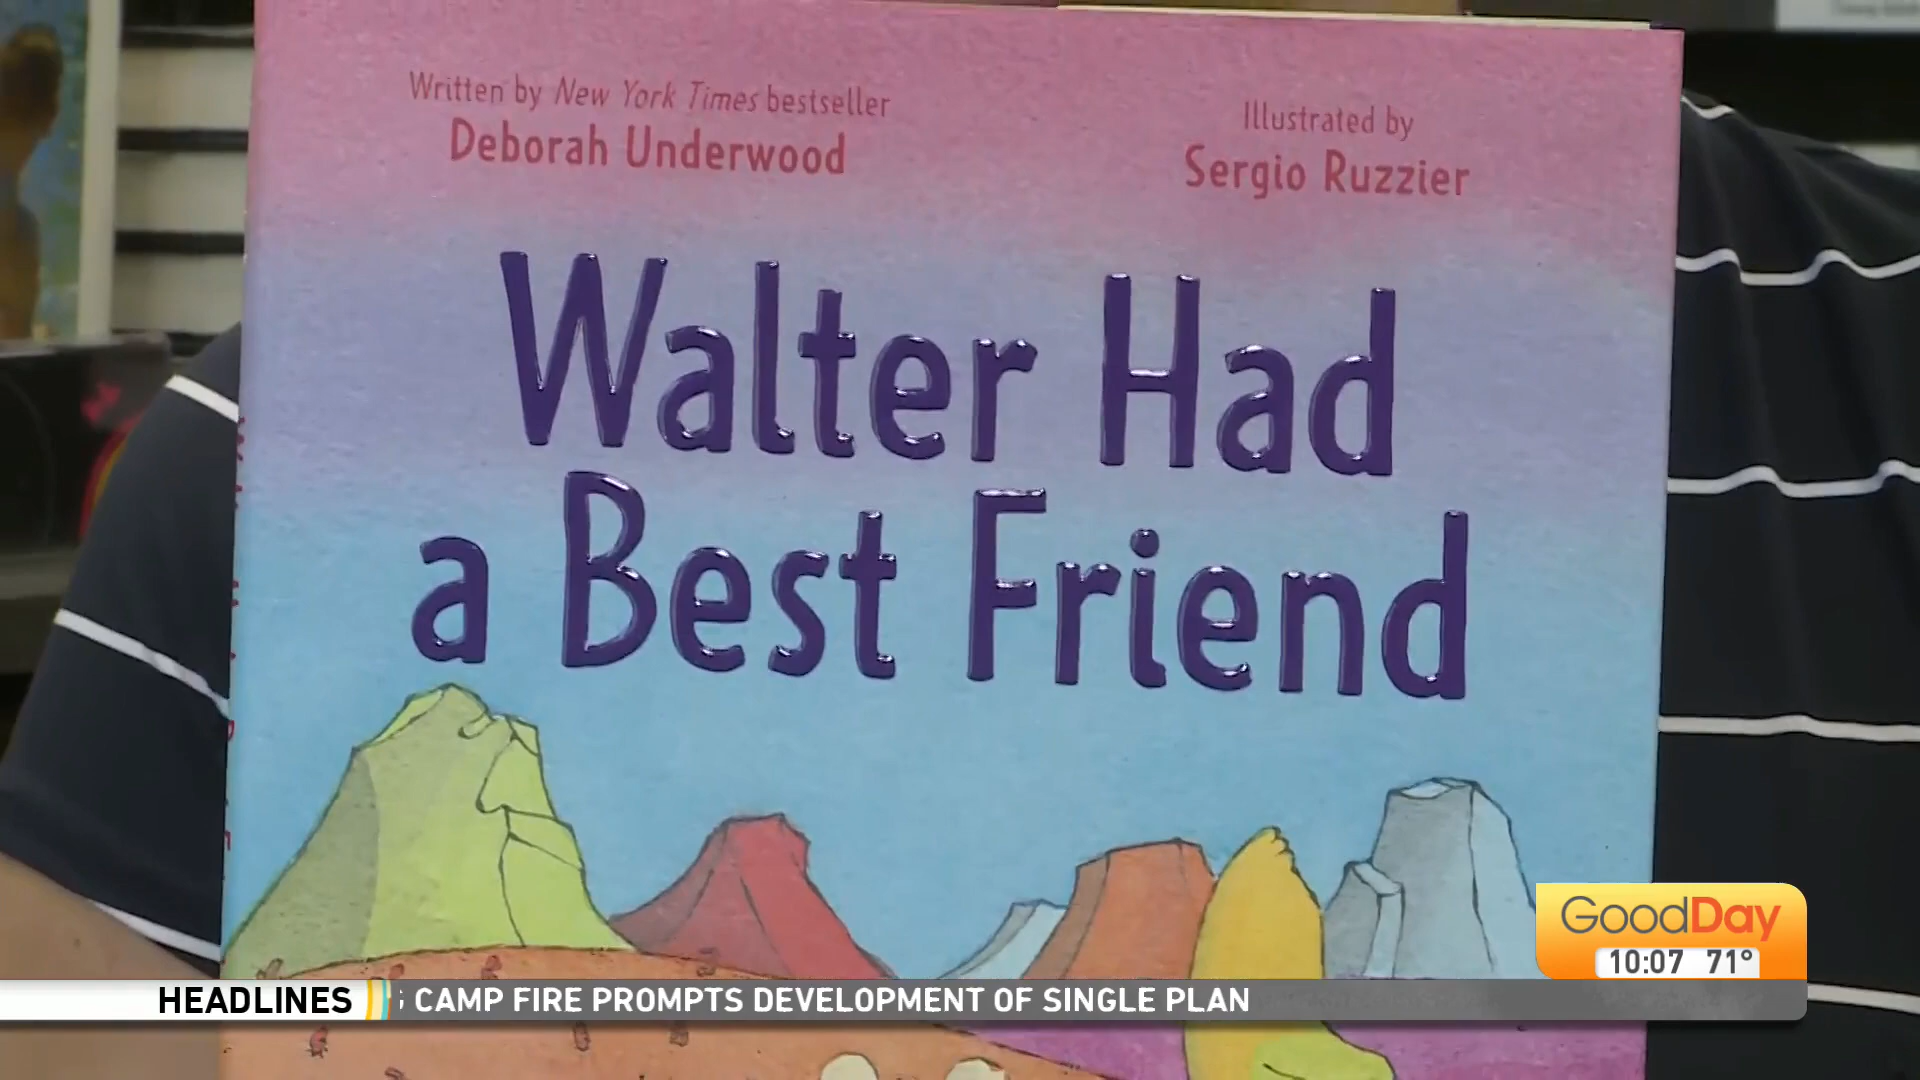 Written by New York Times bestseller
Deborah Underwood
Illustrated by
Sergio Ruzzier
Walter Had
a Best Friend
GoodDay
10:07 71°
HEADLINES CAMP FIRE PROMPTS DEVELOPMENT OF SINGLE PLAN